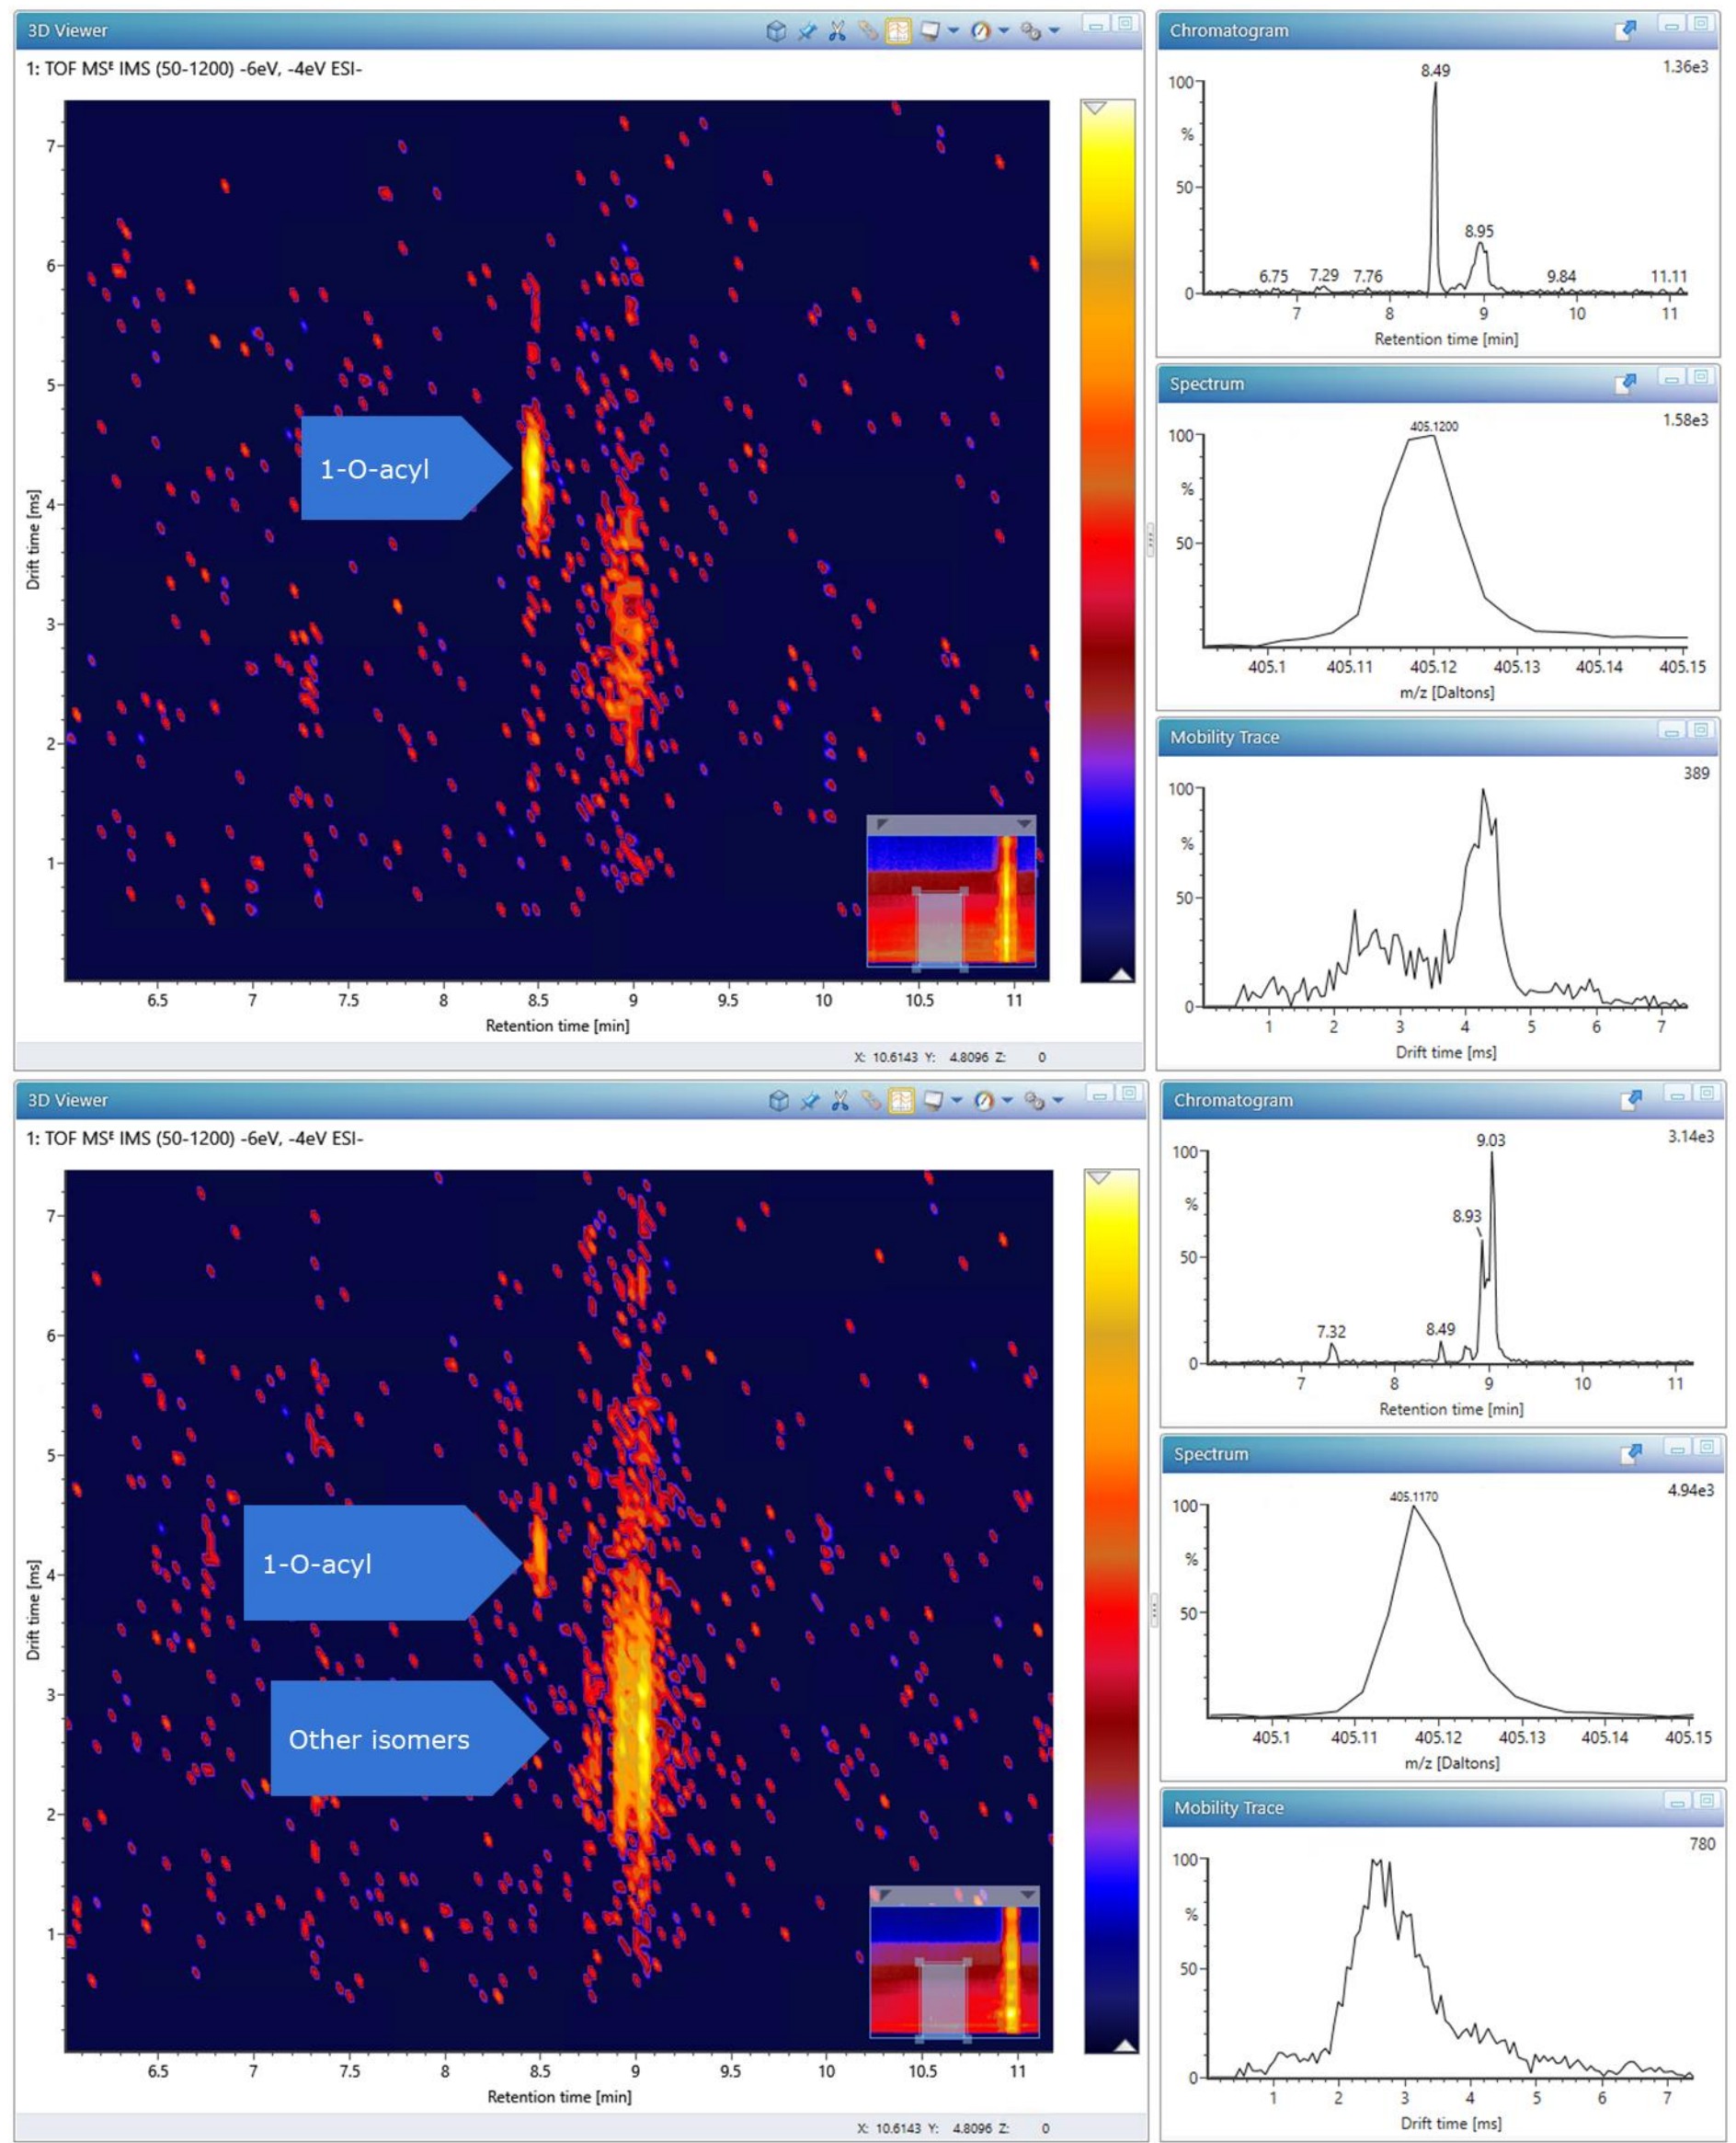 3D Viewer
1: TOF MSᴱ IMS (50-1200) -6eV, -4eV ESI-
7
6
5
4
3
2
1
Drift time [ms]
1-O-acyl
6.5 7 7.5 8 8.5 9 9.5 10 10.5 11
Retention time [min]
X: 10.6143 Y: 4.8096 Z: 0
Chromatogram
1.36e3
100
%
50
0
8.49
8.95
6.75 7.29 7.76 9.84 11.11
7 8 9 10 11
Retention time [min]
Spectrum
1.58e3
100
%
50
405.1200
405.1 405.11 405.12 405.13 405.14 405.15
m/z [Daltons]
Mobility Trace
389
100
%
50
0
1 2 3 4 5 6 7
Drift time [ms]
3D Viewer
1: TOF MSᴱ IMS (50-1200) -6eV, -4eV ESI-
7
6
5
4
3
2
1
Drift time [ms]
1-O-acyl
Other isomers
6.5 7 7.5 8 8.5 9 9.5 10 10.5 11
Retention time [min]
X: 10.6143 Y: 4.8096 Z: 0
Chromatogram
3.14e3
100
%
50
0
9.03
8.93
7.32 8.49
7 8 9 10 11
Retention time [min]
Spectrum
4.94e3
100
%
50
405.1170
405.1 405.11 405.12 405.13 405.14 405.15
m/z [Daltons]
Mobility Trace
780
100
%
50
0
1 2 3 4 5 6 7
Drift time [ms]